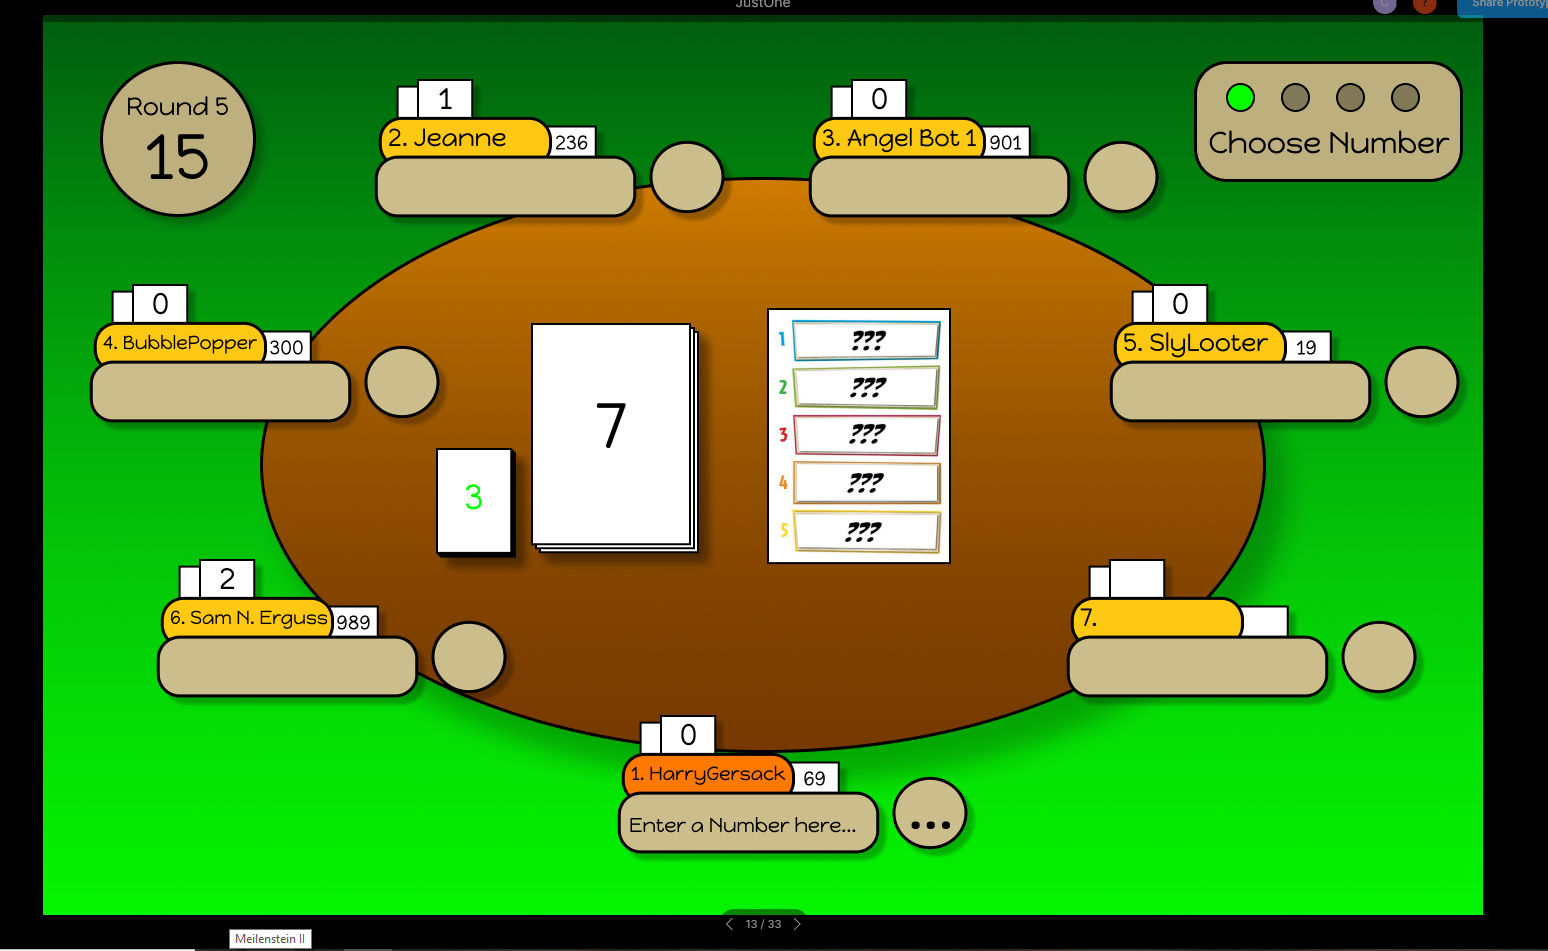 JustOne
C
?
Share Prototyp
Round 5
15
1
2. Jeanne
236
0
3. Angel Bot 1
901
Choose Number
0
4. BubblePopper
300
0
5. SlyLooter
19
7
3
1 ???
2 ???
3 ???
4 ???
5 ???
2
6. Sam N. Erguss
989
7.
0
1. HarryGersack
69
Enter a Number here...
...
13 / 33
Meilenstein II